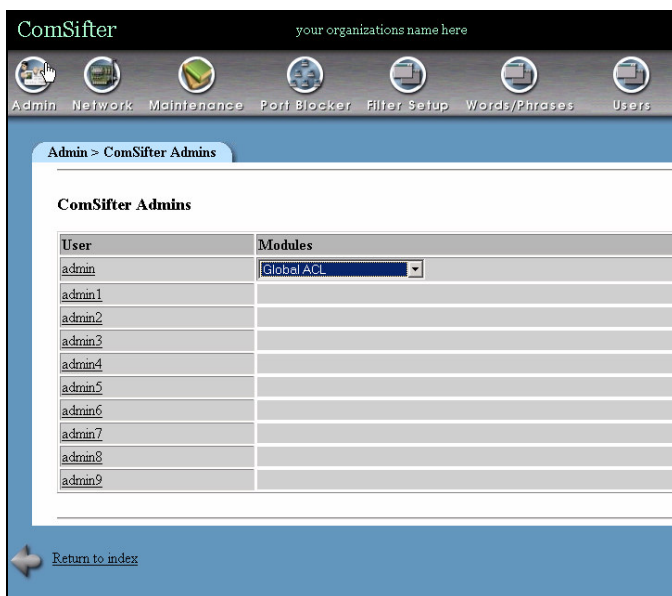 ComSifter your organizations name here
Admin Network Maintenance Port Blocker Filter Setup Words/Phrases Users
Admin > ComSifter Admins
ComSifter Admins
User Modules
admin Global ACL
admin1
admin2
admin3
admin4
admin5
admin6
admin7
admin8
admin9
Return to index